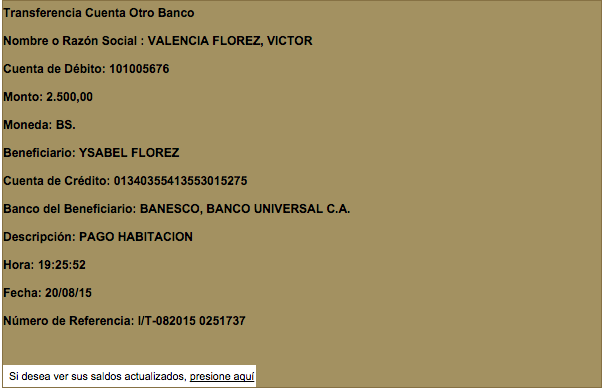 Transferencia Cuenta Otro Banco
Nombre o Razón Social : VALENCIA FLOREZ, VICTOR
Cuenta de Débito: 101005676
Monto: 2.500,00
Moneda: BS.
Beneficiario: YSABEL FLOREZ
Cuenta de Crédito: 01340355413553015275
Banco del Beneficiario: BANESCO, BANCO UNIVERSAL C.A.
Descripción: PAGO HABITACION
Hora: 19:25:52
Fecha: 20/08/15
Número de Referencia: I/T-082015 0251737
Si desea ver sus saldos actualizados, presione aquí